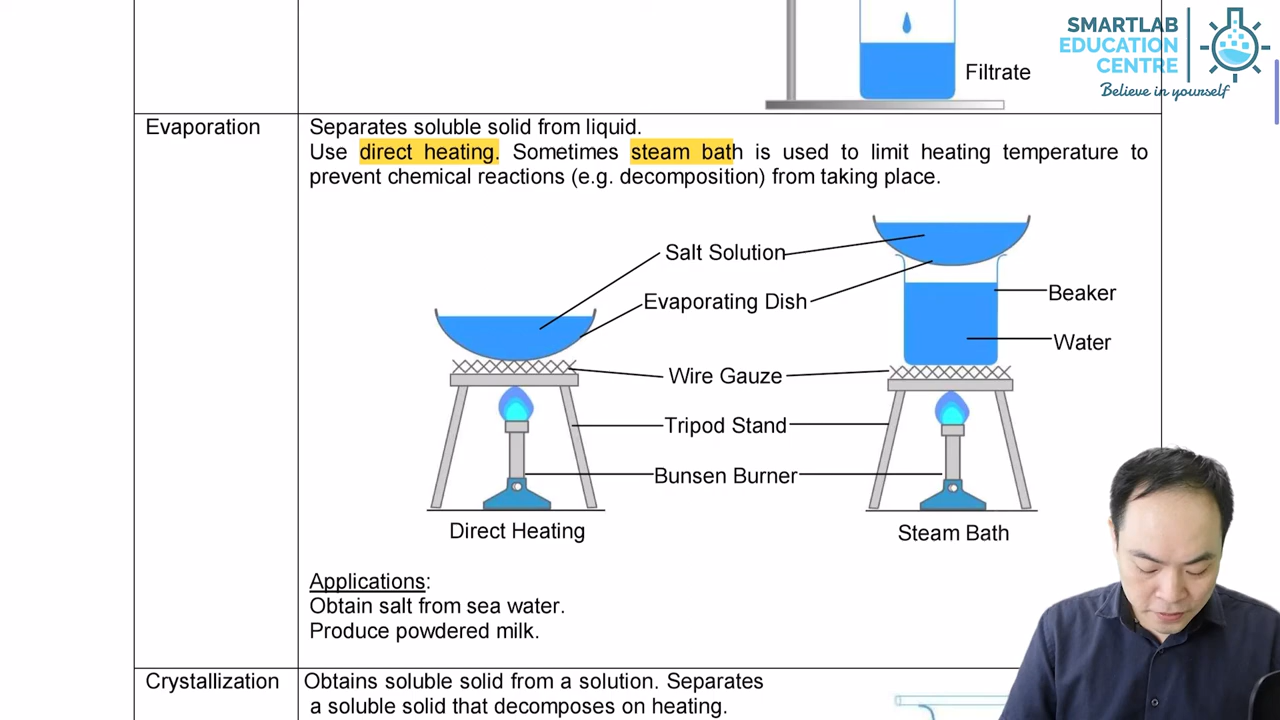 SMARTLAB
EDUCATION
CENTRE
Believe in yourself
Filtrate
Evaporation
Separates soluble solid from liquid.
Use direct heating. Sometimes steam bath is used to limit heating temperature to
prevent chemical reactions (e.g. decomposition) from taking place.
Salt Solution
Evaporating Dish
Beaker
Water
Wire Gauze
Tripod Stand
Bunsen Burner
Direct Heating
Steam Bath
Applications:
Obtain salt from sea water.
Produce powdered milk.
Crystallization
Obtains soluble solid from a solution. Separates
a soluble solid that decomposes on heating.